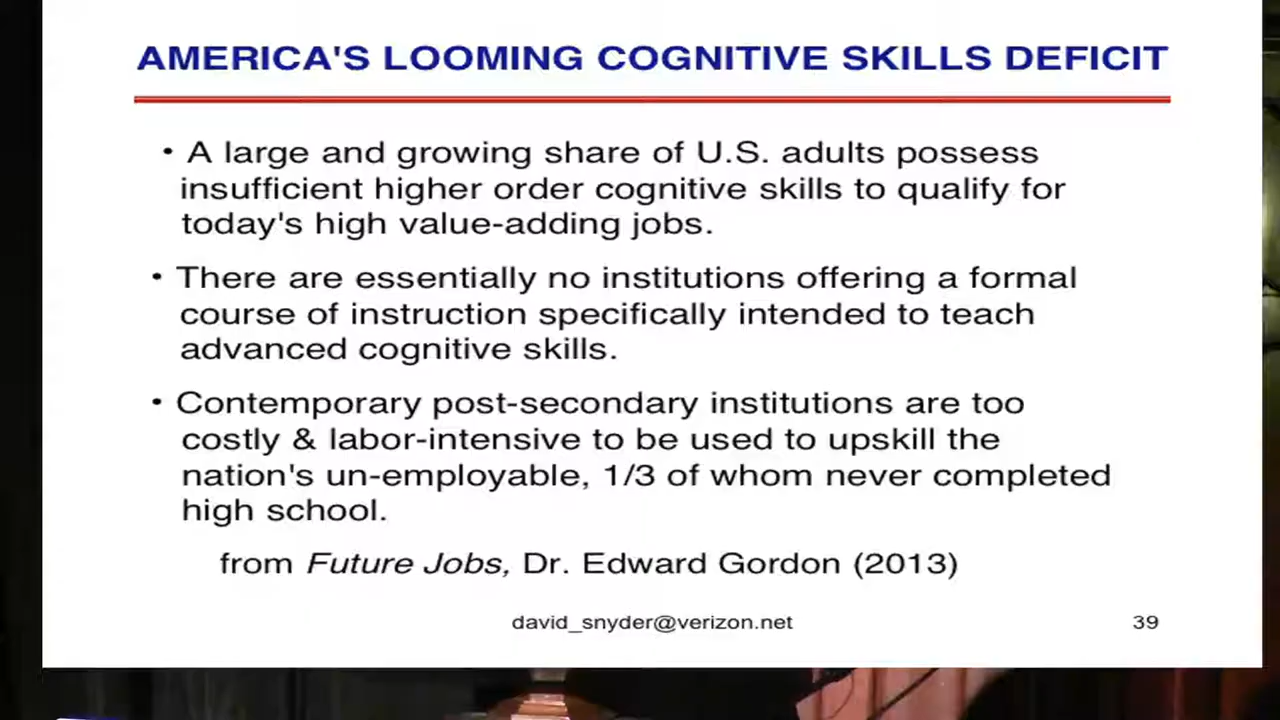 AMERICA'S LOOMING COGNITIVE SKILLS DEFICIT
• A large and growing share of U.S. adults possess
insufficient higher order cognitive skills to qualify for
today's high value-adding jobs.
• There are essentially no institutions offering a formal
course of instruction specifically intended to teach
advanced cognitive skills.
• Contemporary post-secondary institutions are too
costly & labor-intensive to be used to upskill the
nation's un-employable, 1/3 of whom never completed
high school.
from Future Jobs, Dr. Edward Gordon (2013)
david_snyder@verizon.net
39